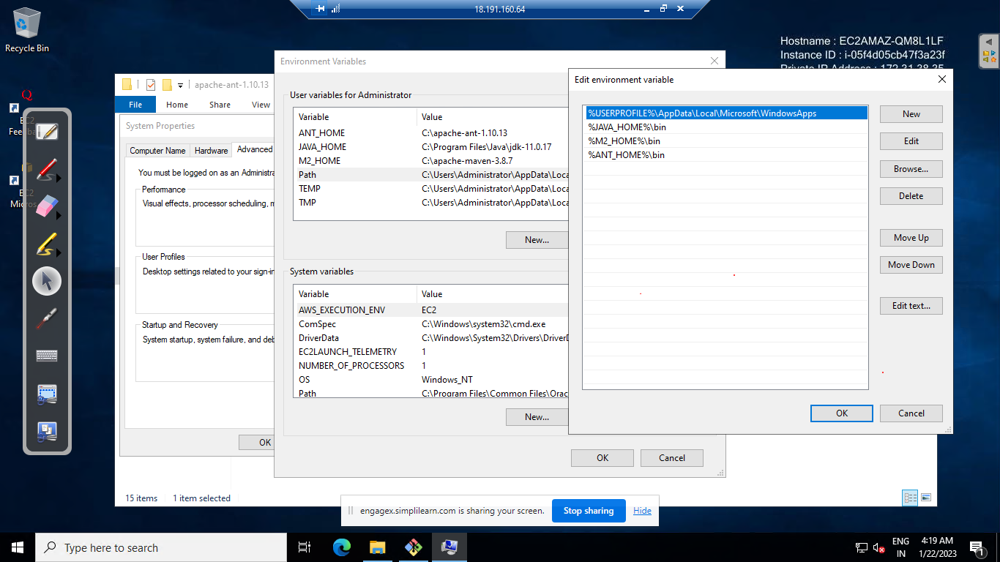 18.191.160.64
Recycle Bin
Hostname : EC2AMAZ-QM8L1LF
Instance ID : i-05f4d05cb47f3a23f
Private IP Address : 172.31.38.35
EC2
Feedba
EC2
Micros
apache-ant-1.10.13
File
Home
Share
View
System Properties
Computer Name
Hardware
Advanced
You must be logged on as an Administra
Performance
Visual effects, processor scheduling, m
User Profiles
Desktop settings related to your sign-in
Startup and Recovery
System startup, system failure, and deb
OK
15 items
1 item selected
Environment Variables
User variables for Administrator
Variable Value
ANT_HOME C:\apache-ant-1.10.13
JAVA_HOME C:\Program Files\Java\jdk-11.0.17
M2_HOME C:\apache-maven-3.8.7
Path C:\Users\Administrator\AppData\Loca
TEMP C:\Users\Administrator\AppData\Loca
TMP C:\Users\Administrator\AppData\Loca
New...
System variables
Variable Value
AWS_EXECUTION_ENV EC2
ComSpec C:\Windows\system32\cmd.exe
DriverData C:\Windows\System32\Drivers\DriverD
EC2LAUNCH_TELEMETRY 1
NUMBER_OF_PROCESSORS 1
OS Windows_NT
Path C:\Program Files\Common Files\Orac
New...
OK
Cancel
Edit environment variable
%USERPROFILE%\AppData\Local\Microsoft\WindowsApps
%JAVA_HOME%\bin
%M2_HOME%\bin
%ANT_HOME%\bin
New
Edit
Browse...
Delete
Move Up
Move Down
Edit text...
OK
Cancel
engagex.simplilearn.com is sharing your screen.
Stop sharing
Hide
Type here to search
ENG
IN
4:19 AM
1/22/2023
1